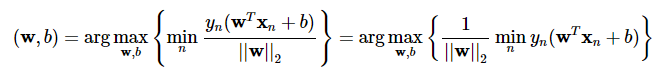 (w, b) = arg max_{w,b} { min_n y_n(w^T x_n + b) / ||w||_2 } = arg max_{w,b} { 1 / ||w||_2 min_n y_n(w^T x_n + b) }